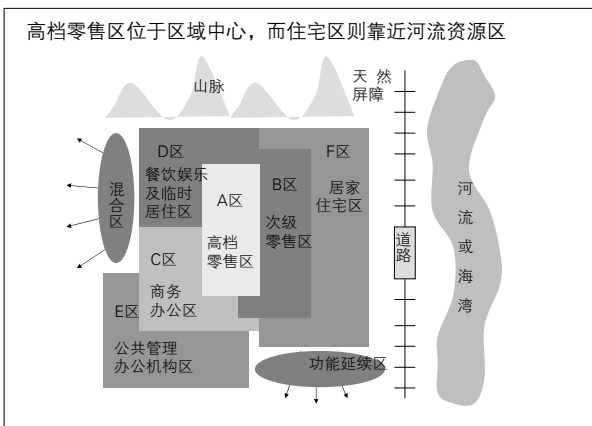 高档零售区位于区域中心，而住宅区则靠近河流资源区
山脉
天 然
屏障
D区
餐饮娱乐
及临时
居住区
A区
高档
零售区
B区
次级
零售区
F区
居家
住宅区
混合区
C区
商务
办公区
E区
公共管理
办公机构区
功能延续区
道路
河流或海湾